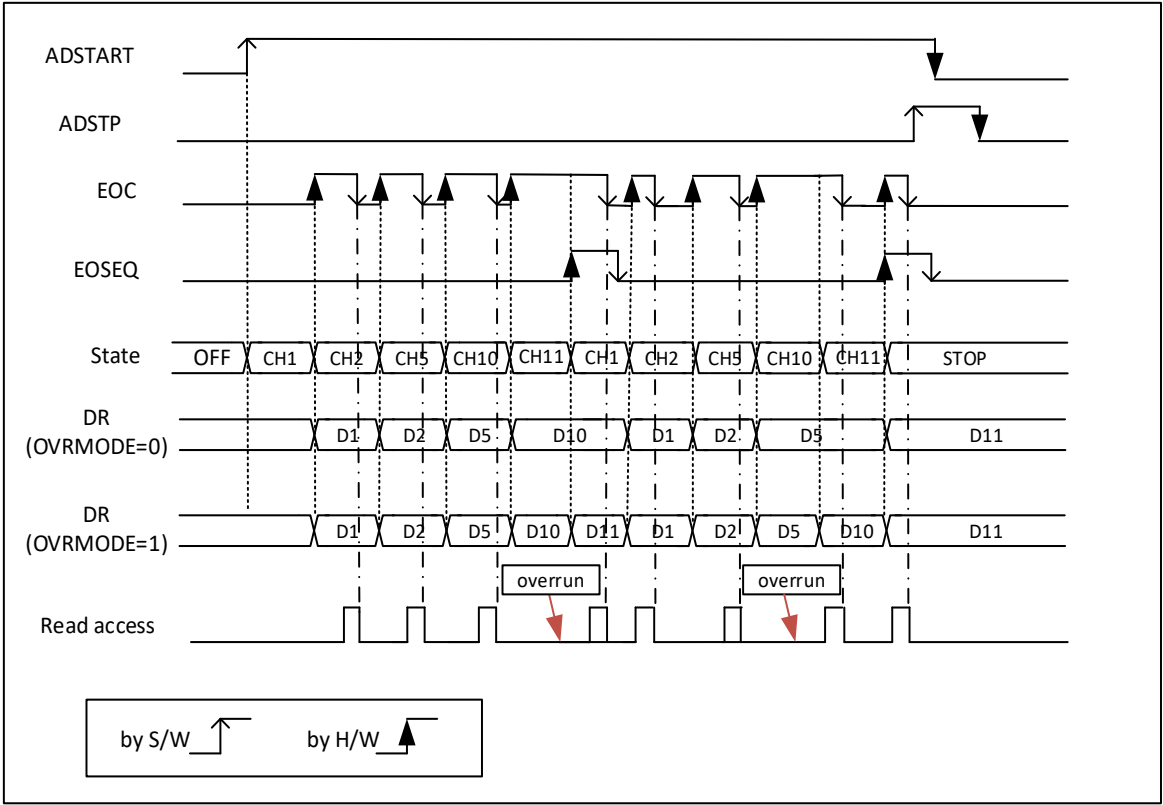 ADSTART
ADSTP
EOC
EOSEQ
State OFF CH1 CH2 CH5 CH10 CH11 CH1 CH2 CH5 CH10 CH11 STOP
DR
(OVRMODE=0) D1 D2 D5 D10 D1 D2 D5 D11
DR
(OVRMODE=1) D1 D2 D5 D10 D11 D1 D2 D5 D10 D11
overrun overrun
Read access
by S/W by H/W